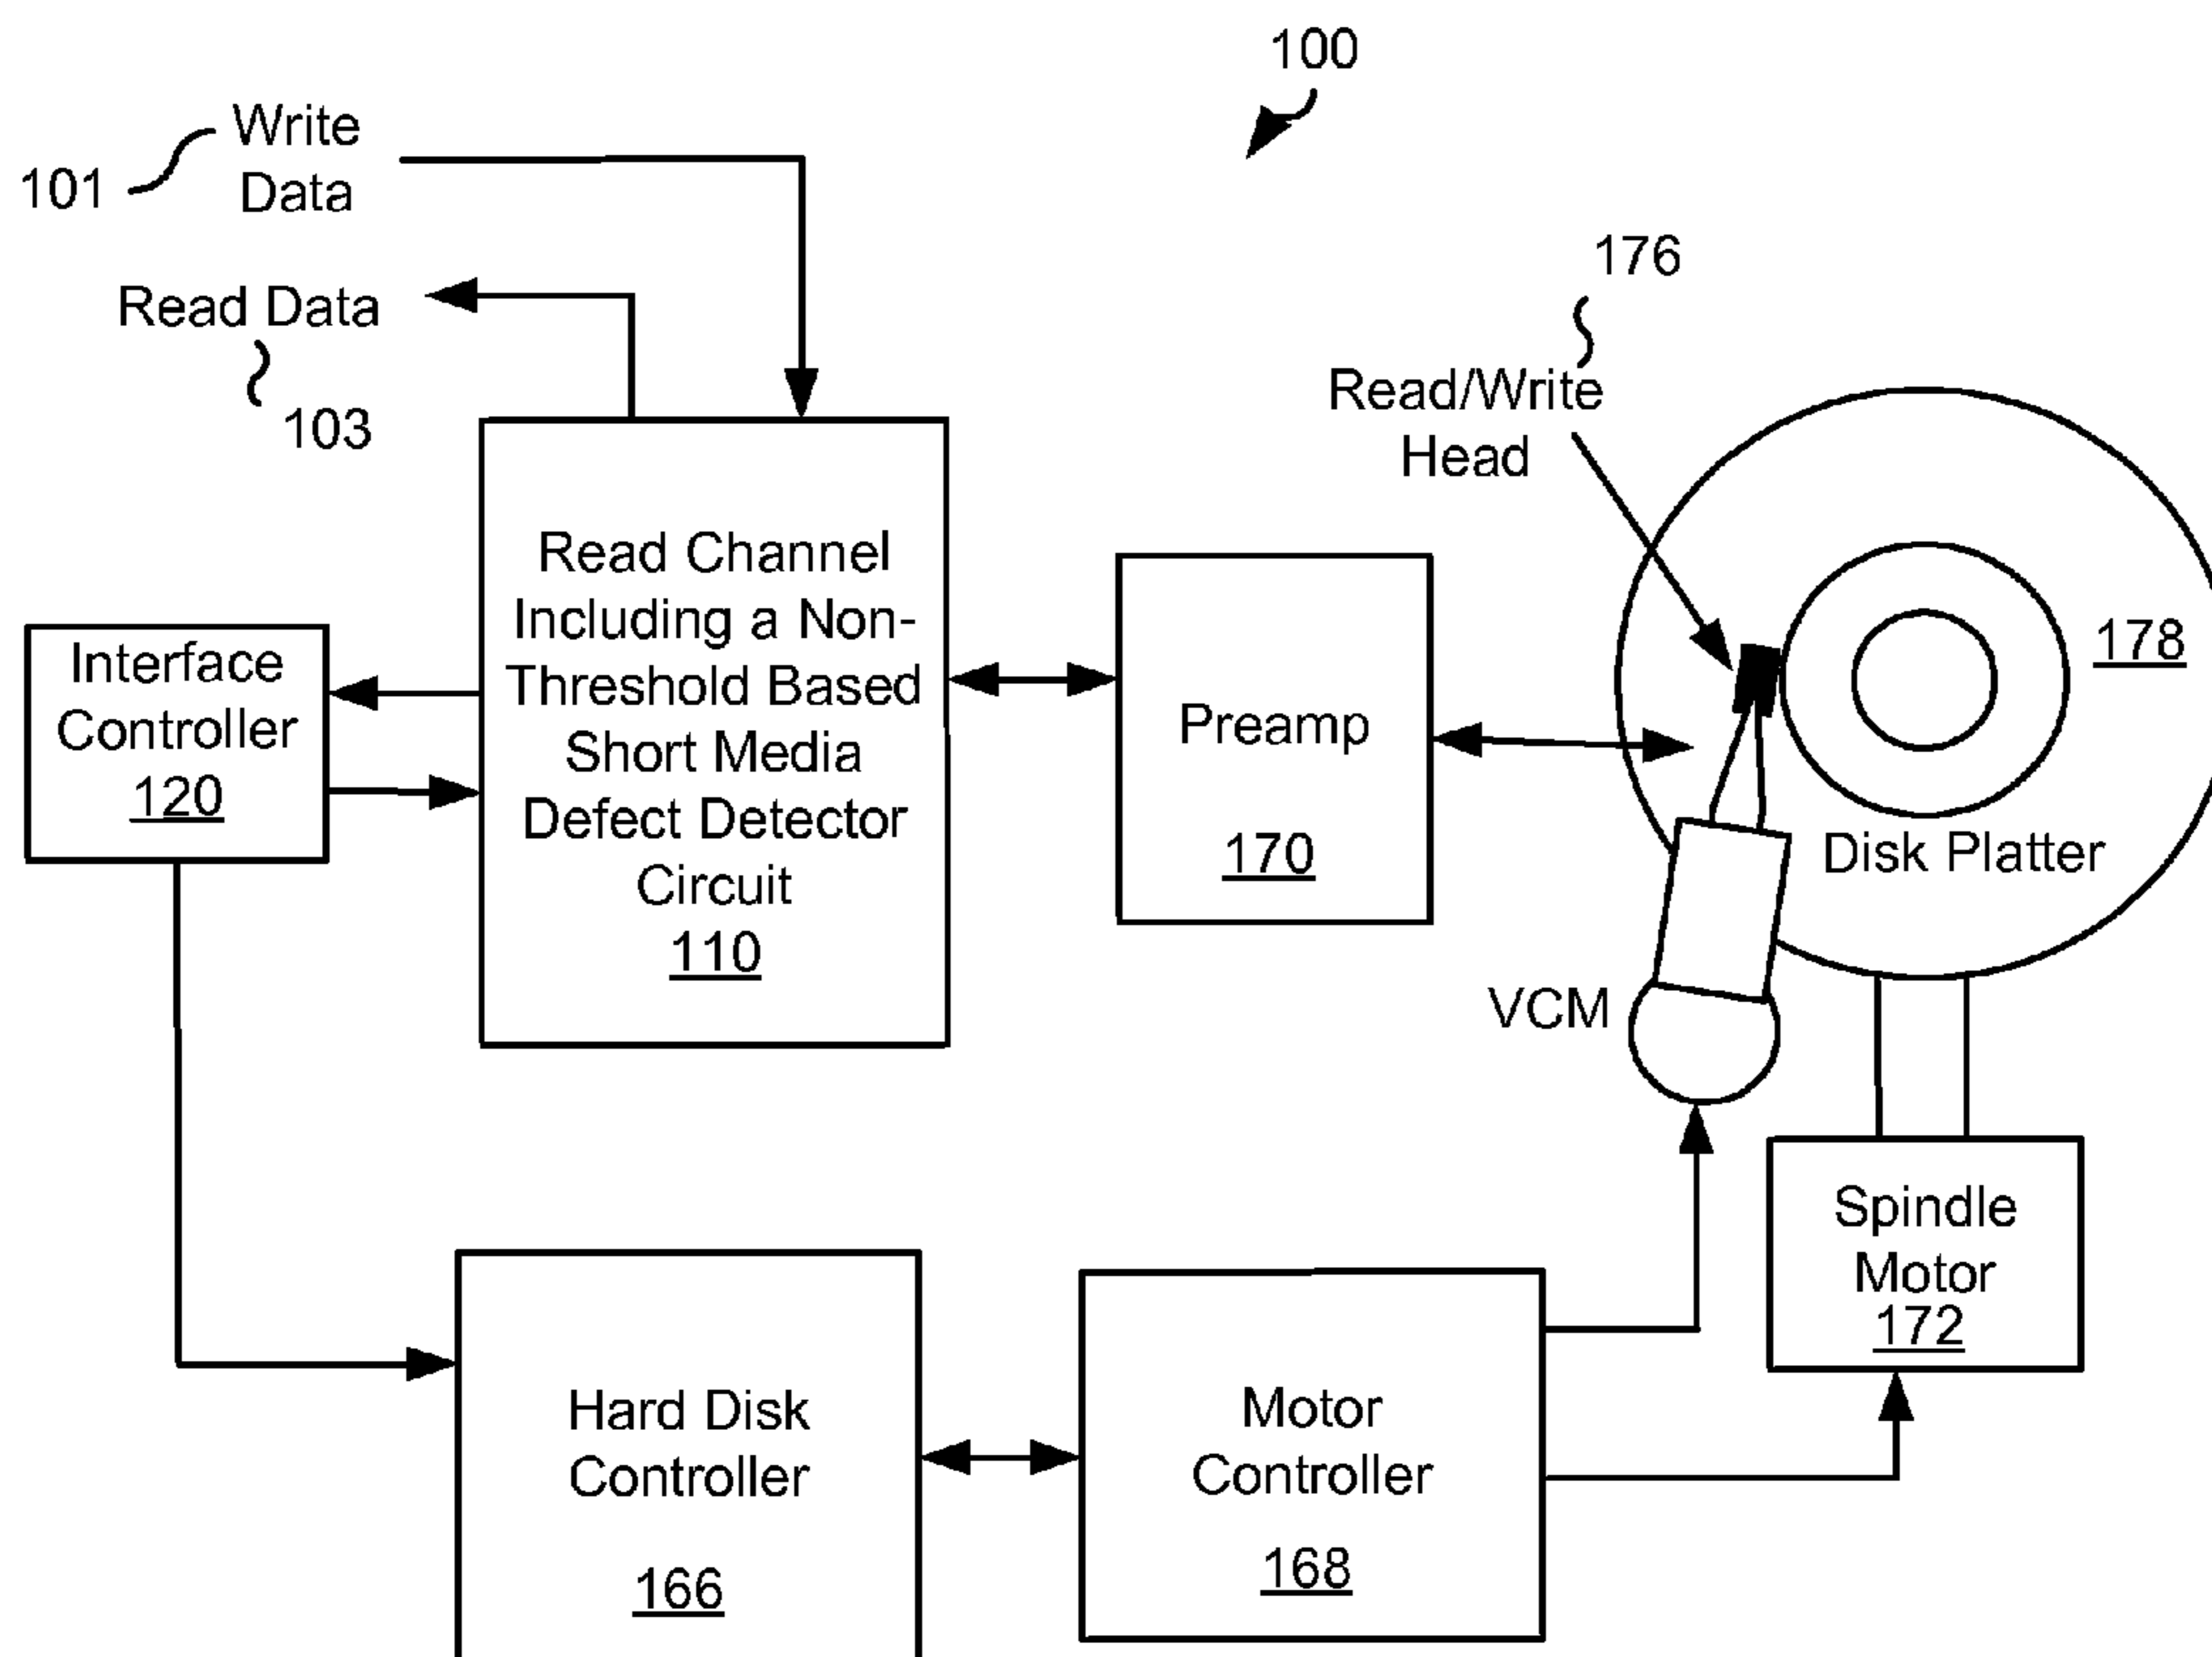 100
Write
Data
101
Read Data
103
176
Read/Write
Head
Read Channel
Including a Non-
Threshold Based
Short Media
Defect Detector
Circuit
110
Interface
Controller
120
Preamp
170
178
Disk Platter
VCM
Spindle
Motor
172
Hard Disk
Controller
166
Motor
Controller
168